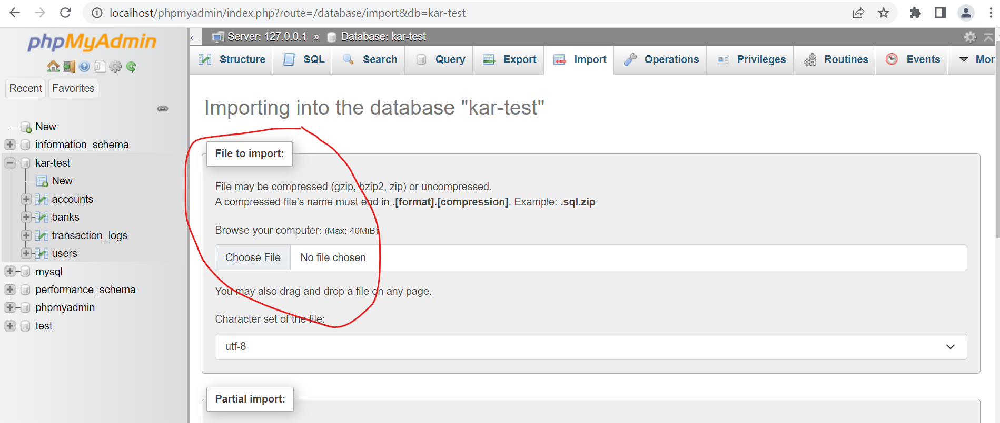 localhost/phpmyadmin/index.php?route=/database/import&db=kar-test
phpMyAdmin
Recent Favorites
New
information_schema
kar-test
New
accounts
banks
transaction_logs
users
mysql
performance_schema
phpmyadmin
test
Server: 127.0.0.1 » Database: kar-test
Structure SQL Search Query Export Import Operations Privileges Routines Events
Importing into the database "kar-test"
File to import:
File may be compressed (gzip, bzip2, zip) or uncompressed.
A compressed file's name must end in .[format].[compression]. Example: .sql.zip
Browse your computer: (Max: 40MiB)
Choose File No file chosen
You may also drag and drop a file on any page.
Character set of the file:
utf-8
Partial import: